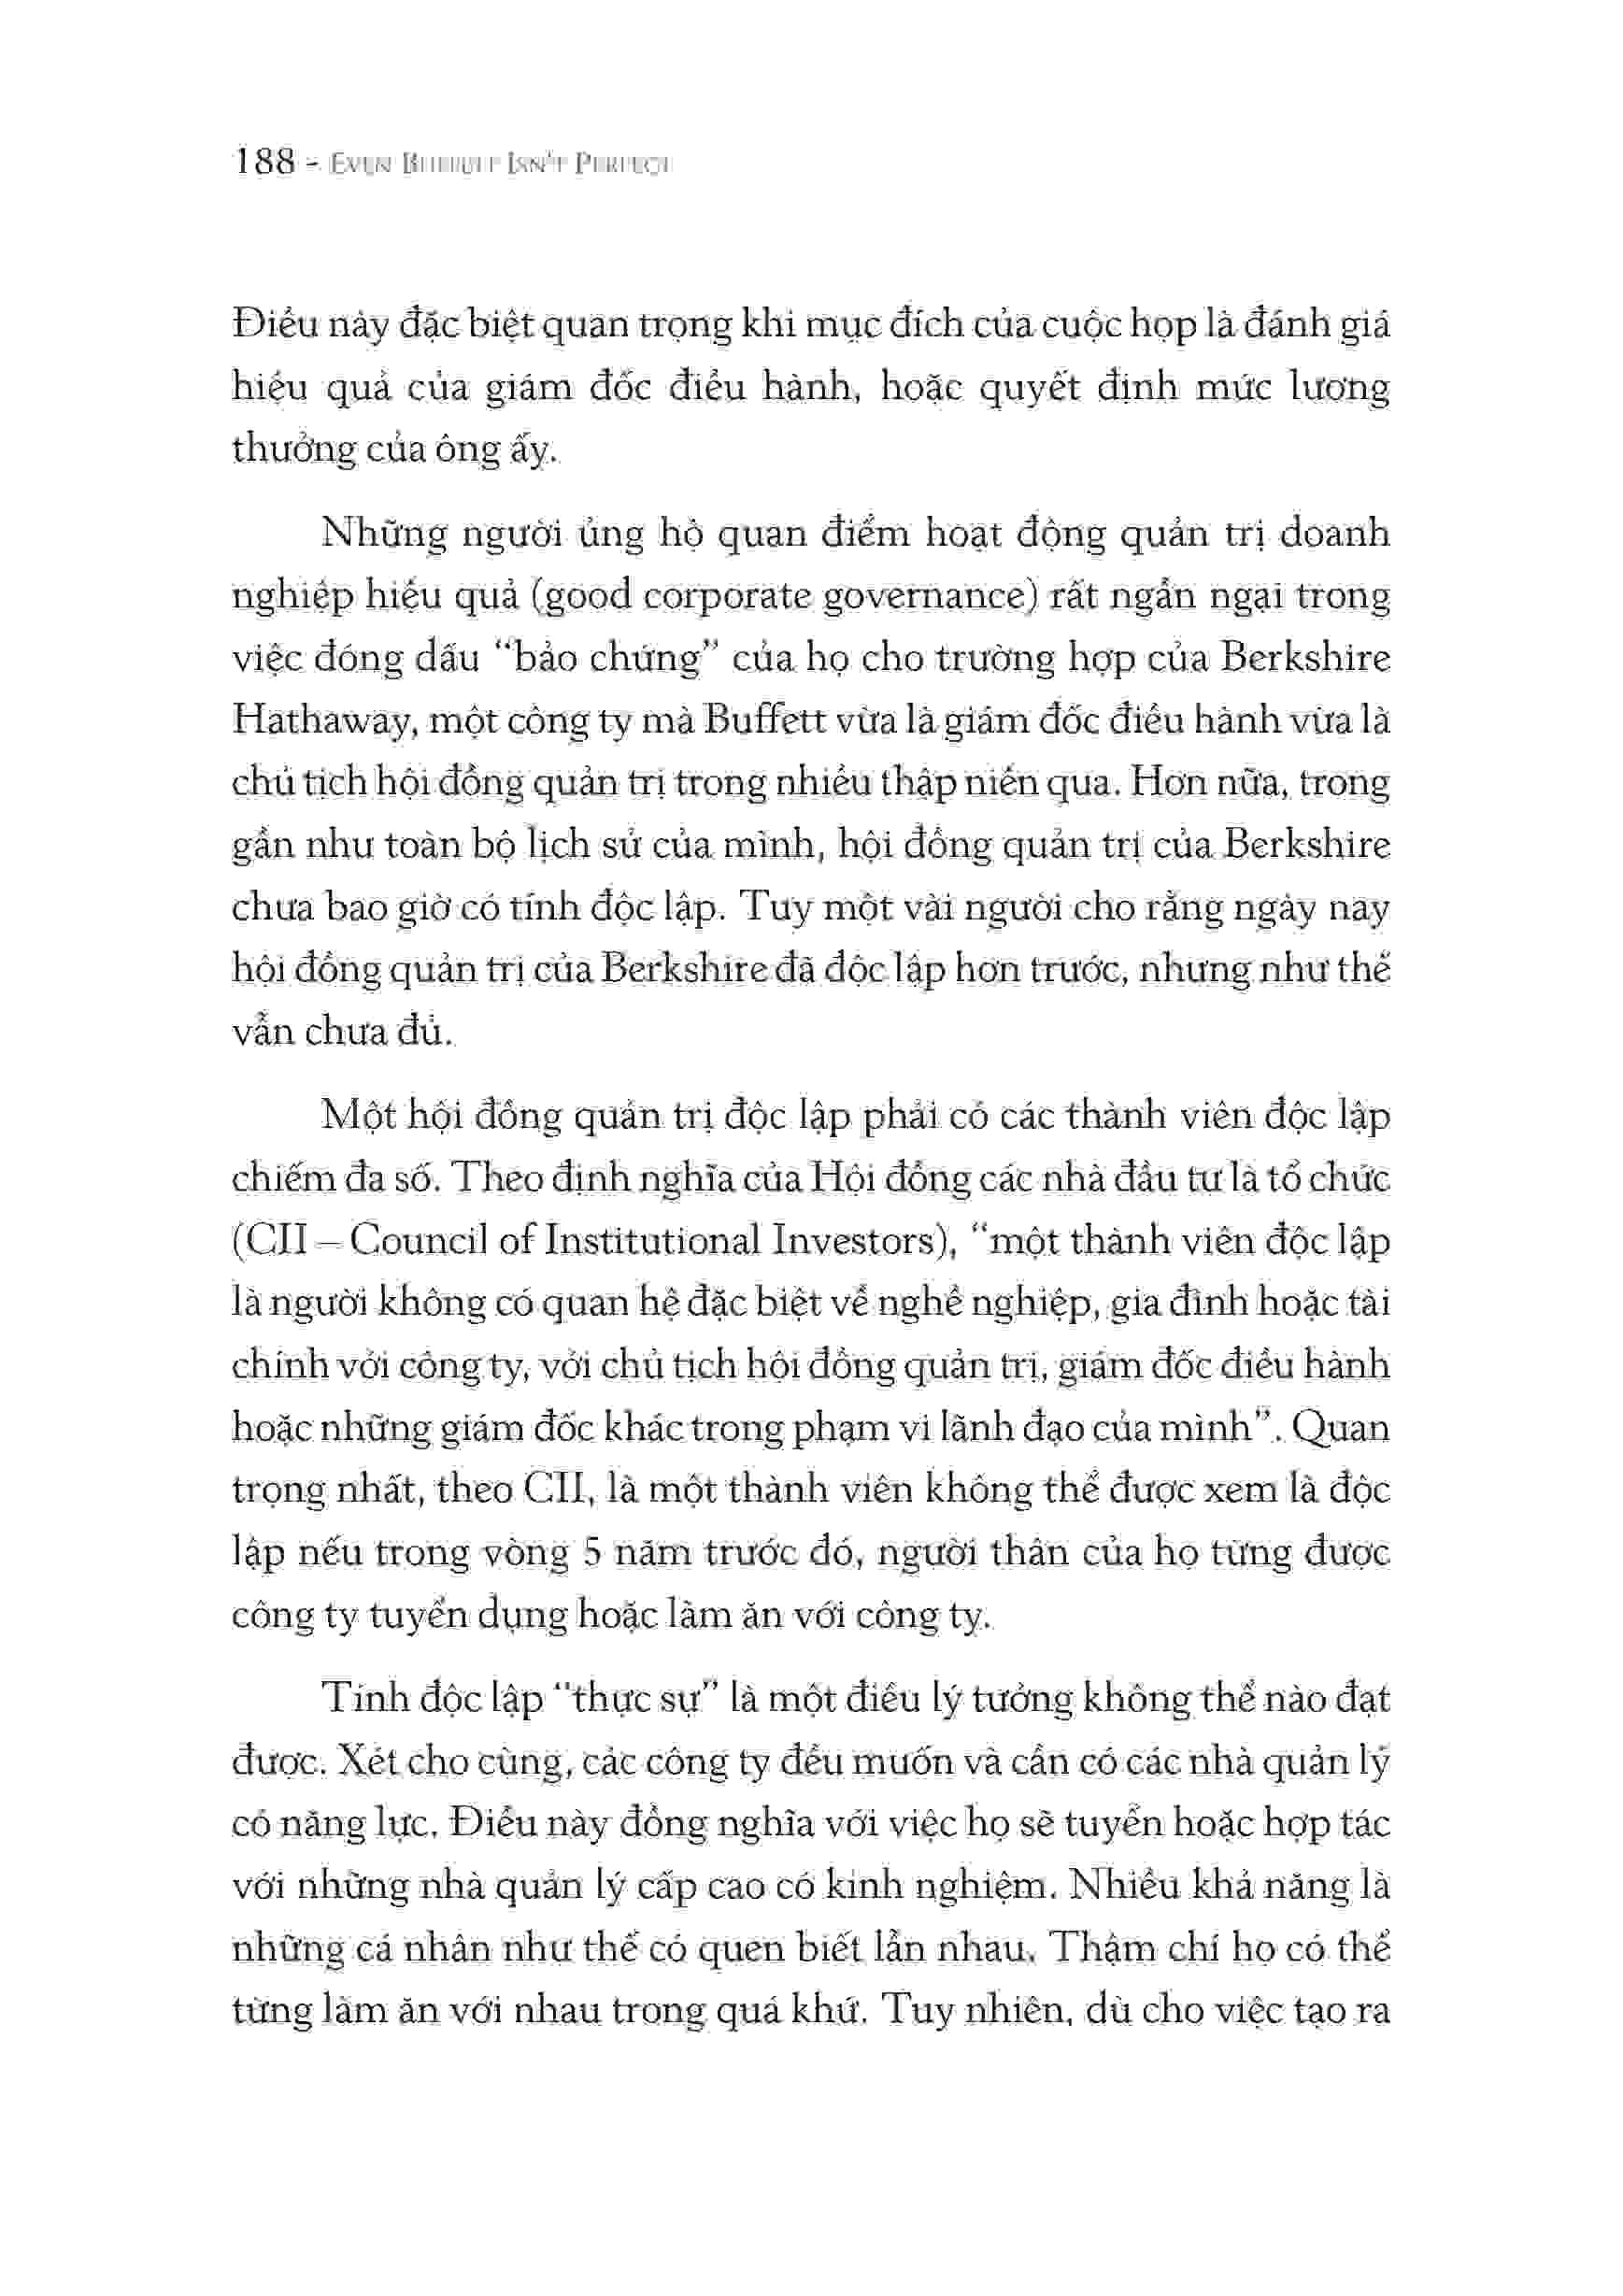 188 - EVEN BUFFETT ISN'T PERFECT
Điều này đặc biệt quan trọng khi mục đích của cuộc họp là đánh giá
hiệu quả của giám đốc điều hành, hoặc quyết định mức lương
thưởng của ông ấy.
Những người ủng hộ quan điểm hoạt động quản trị doanh
nghiệp hiệu quả (good corporate governance) rất ngần ngại trong
việc đóng dấu “bảo chứng” của họ cho trường hợp của Berkshire
Hathaway, một công ty mà Buffett vừa là giám đốc điều hành vừa là
chủ tịch hội đồng quản trị trong nhiều thập niên qua. Hơn nữa, trong
gần như toàn bộ lịch sử của mình, hội đồng quản trị của Berkshire
chưa bao giờ có tính độc lập. Tuy một vài người cho rằng ngày nay
hội đồng quản trị của Berkshire đã độc lập hơn trước, nhưng như thế
vẫn chưa đủ.
Một hội đồng quản trị độc lập phải có các thành viên độc lập
chiếm đa số. Theo định nghĩa của Hội đồng các nhà đầu tư là tổ chức
(CII – Council of Institutional Investors), “một thành viên độc lập
là người không có quan hệ đặc biệt về nghề nghiệp, gia đình hoặc tài
chính với công ty, với chủ tịch hội đồng quản trị, giám đốc điều hành
hoặc những giám đốc khác trong phạm vi lãnh đạo của mình”. Quan
trọng nhất, theo CII, là một thành viên không thể được xem là độc
lập nếu trong vòng 5 năm trước đó, người thân của họ từng được
công ty tuyển dụng hoặc làm ăn với công ty.
Tính độc lập “thực sự” là một điều lý tưởng không thể nào đạt
được. Xét cho cùng, các công ty đều muốn và cần có các nhà quản lý
có năng lực. Điều này đồng nghĩa với việc họ sẽ tuyển hoặc hợp tác
với những nhà quản lý cấp cao có kinh nghiệm. Nhiều khả năng là
những cá nhân như thế có quen biết lẫn nhau. Thậm chí họ có thể
từng làm ăn với nhau trong quá khứ. Tuy nhiên, dù cho việc tạo ra